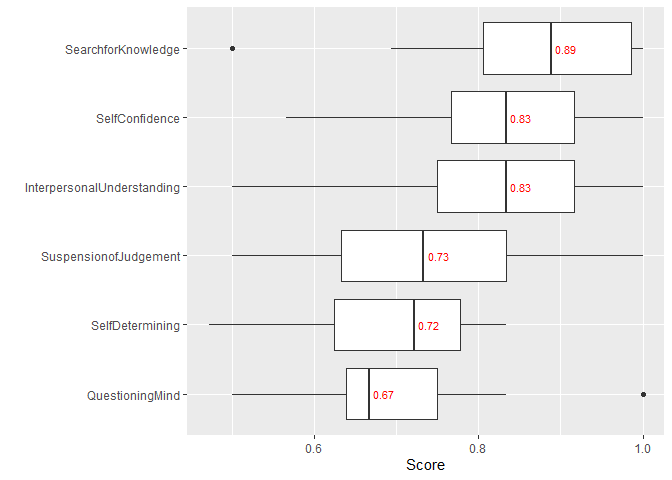 SearchforKnowledge
0.89
SelfConfidence
0.83
InterpersonalUnderstanding
0.83
SuspensionofJudgement
0.73
SelfDetermining
0.72
QuestioningMind
0.67
0.6 0.8 1.0
Score